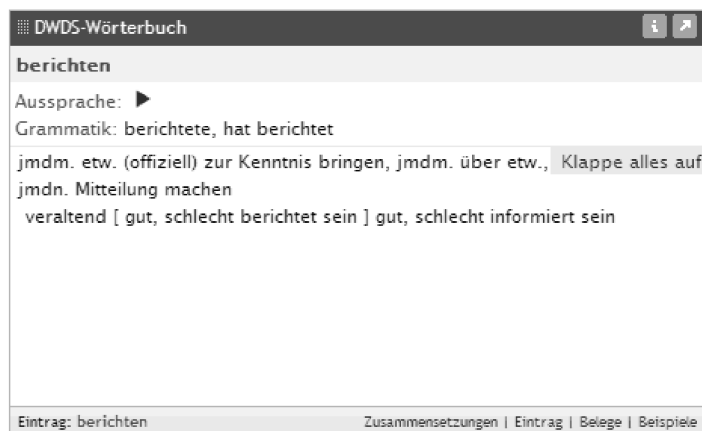 DWDS-Wörterbuch
berichten
Aussprache:
Grammatik: berichtete, hat berichtet
jmdm. etw. (offiziell) zur Kenntnis bringen, jmdm. über etw., Klappe alles auf
jmdn. Mitteilung machen
veraltend [ gut, schlecht berichtet sein ] gut, schlecht informiert sein
Eintrag: berichten Zusammensetzungen | Eintrag | Belege | Beispiele